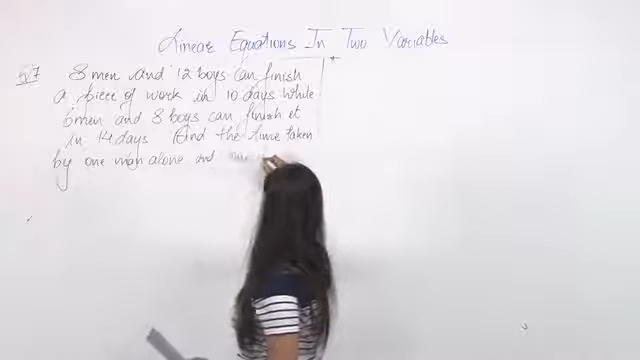 Linear Equations In Two Variables
Q7 8 men and 12 boys can finish
a piece of work in 10 days while
6 men and 8 boys can finish it
in 14 days Find the time taken
by one man alone and